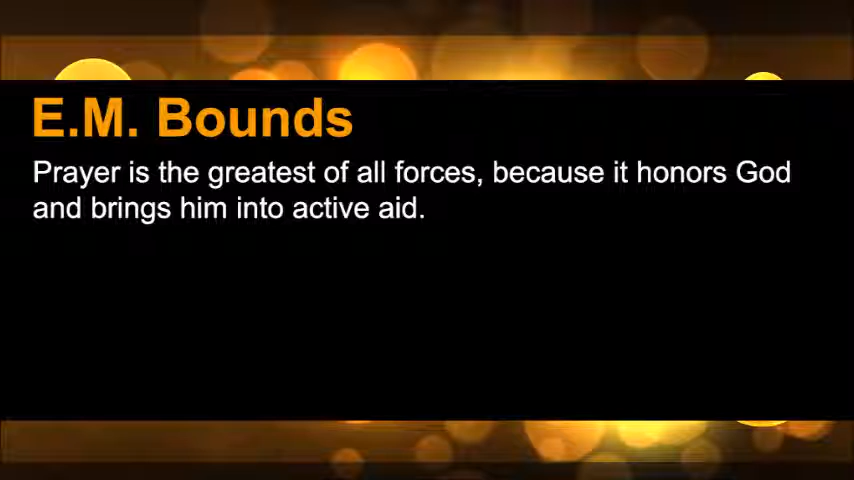 E.M. Bounds
Prayer is the greatest of all forces, because it honors God
and brings him into active aid.